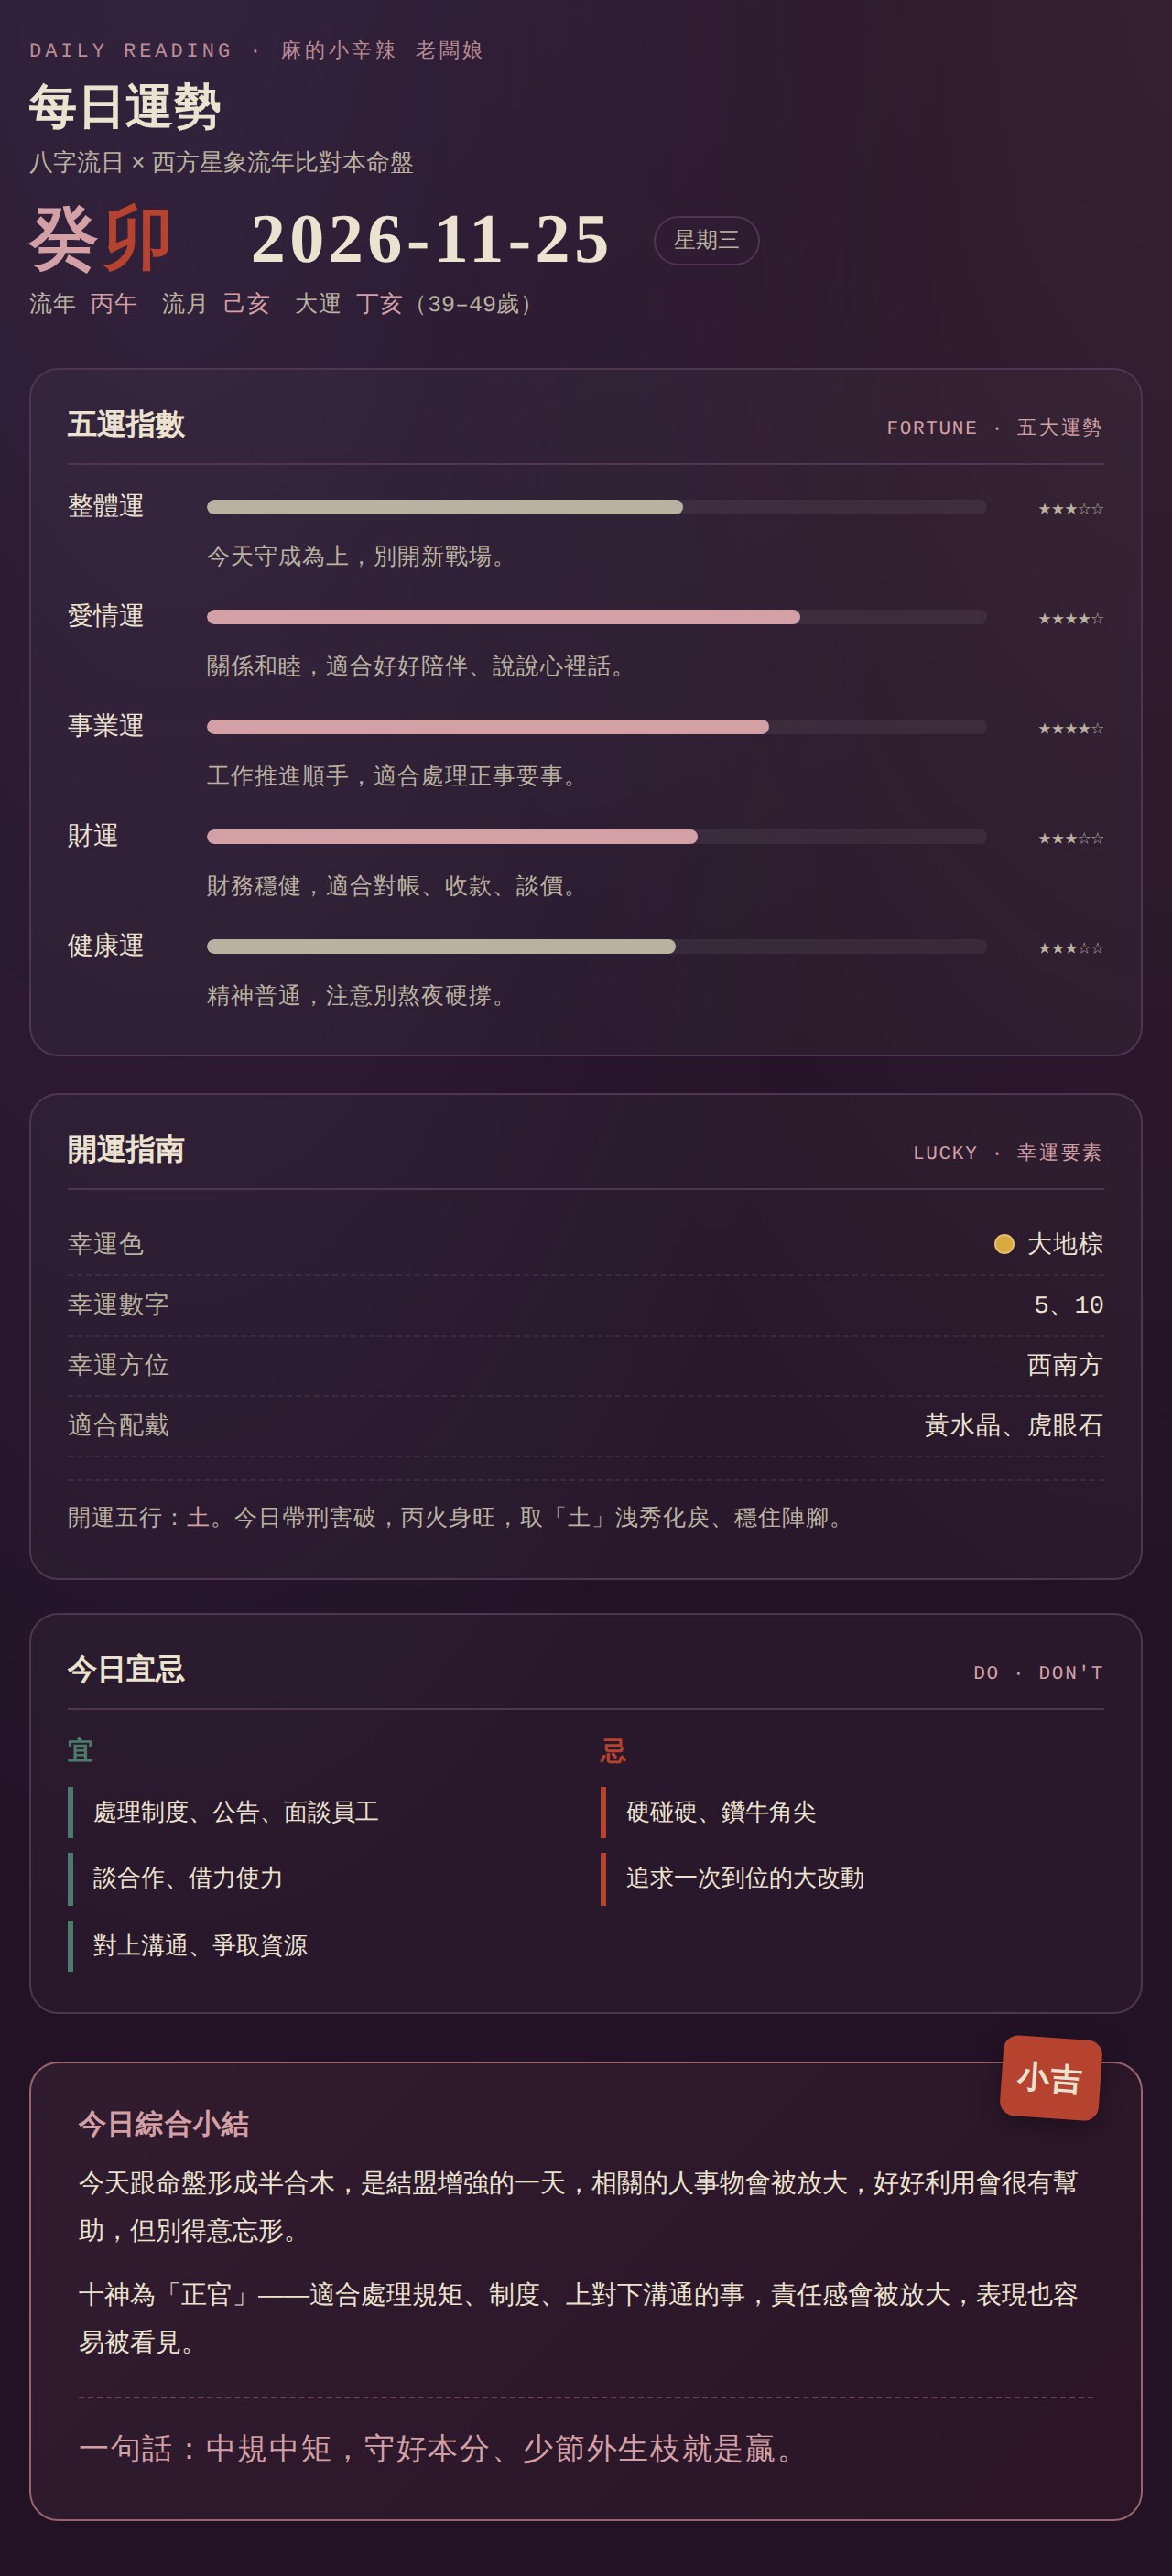 DAILY READING · 麻的小辛辣 老闆娘
每日運勢
八字流日 × 西方星象流年比對本命盤
癸卯 2026-11-25 星期三
流年 丙午 流月 己亥 大運 丁亥（39–49歲）
五運指數 FORTUNE · 五大運勢
整體運 ★★★☆☆
今天守成為上，別開新戰場。
愛情運 ★★★★☆
關係和睦，適合好好陪伴、說說心裡話。
事業運 ★★★★☆
工作推進順手，適合處理正事要事。
財運 ★★★☆☆
財務穩健，適合對帳、收款、談價。
健康運 ★★★☆☆
精神普通，注意別熬夜硬撐。
開運指南 LUCKY · 幸運要素
幸運色 大地棕
幸運數字 5、10
幸運方位 西南方
適合配戴 黃水晶、虎眼石
開運五行：土。今日帶刑害破，丙火身旺，取「土」洩秀化戾、穩住陣腳。
今日宜忌 DO · DON'T
宜
處理制度、公告、面談員工
談合作、借力使力
對上溝通、爭取資源
忌
硬碰硬、鑽牛角尖
追求一次到位的大改動
小吉
今日綜合小結
今天跟命盤形成半合木，是結盟增強的一天，相關的人事物會被放大，好好利用會很有幫
助，但別得意忘形。
十神為「正官」——適合處理規矩、制度、上對下溝通的事，責任感會被放大，表現也容
易被看見。
一句話：中規中矩，守好本分、少節外生枝就是贏。